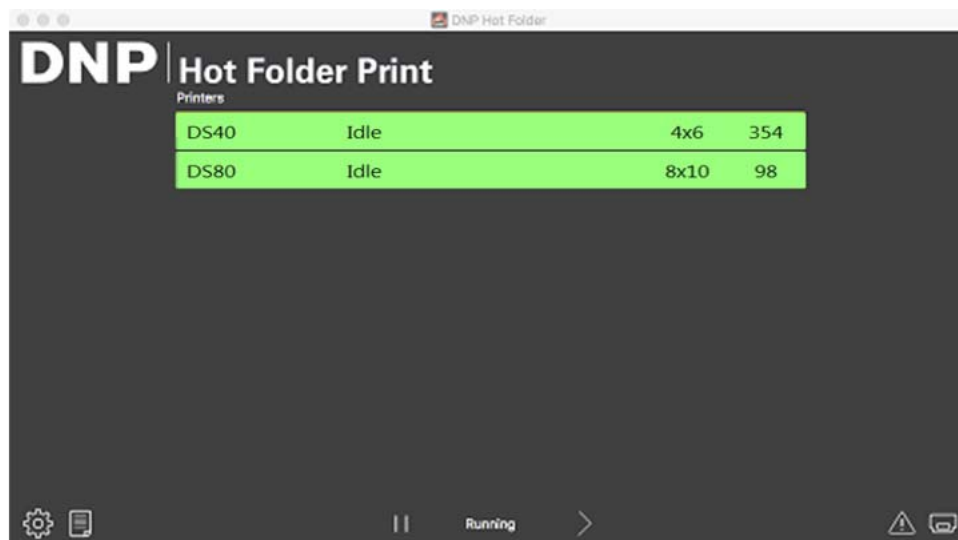 DNP Hot Folder
DNP Hot Folder Print
Printers
DS40 Idle 4x6 354
DS80 Idle 8x10 98
Running